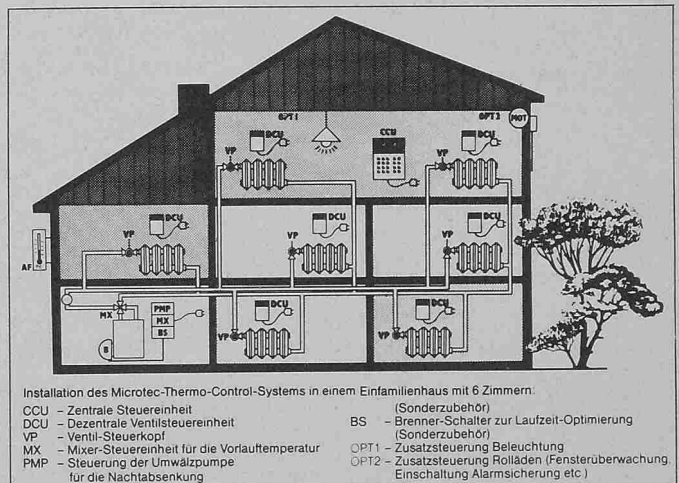 OPT1
OPT2
MOT
DCU
CCU
DCU
VP
VP
DCU
DCU
DCU
VP
VP
VP
AF
MX
PMP
MX
BS
B
DCU
VP
DCU
VP
Installation des Microtec-Thermo-Control-Systems in einem Einfamilienhaus mit 6 Zimmern:
CCU – Zentrale Steuereinheit
DCU – Dezentrale Ventilsteuereinheit
VP – Ventil-Steuerkopf
MX – Mixer-Steuereinheit für die Vorlauftemperatur
PMP – Steuerung der Umwälzpumpe
für die Nachtabsenkung
(Sonderzubehör)
BS – Brenner-Schalter zur Laufzeit-Optimierung
(Sonderzubehör)
OPT1 – Zusatzsteuerung Beleuchtung
OPT2 – Zusatzsteuerung Rolläden (Fensterüberwachung,
Einschaltung Alarmsicherung etc.)